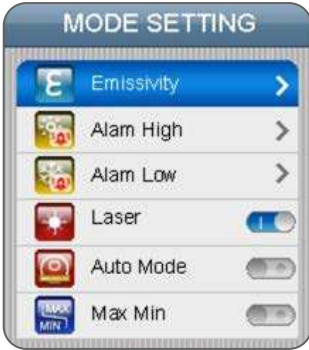 MODE SETTING
ε Emissivity
Alam High
Alam Low
Laser
Auto Mode
MAX MIN Max Min